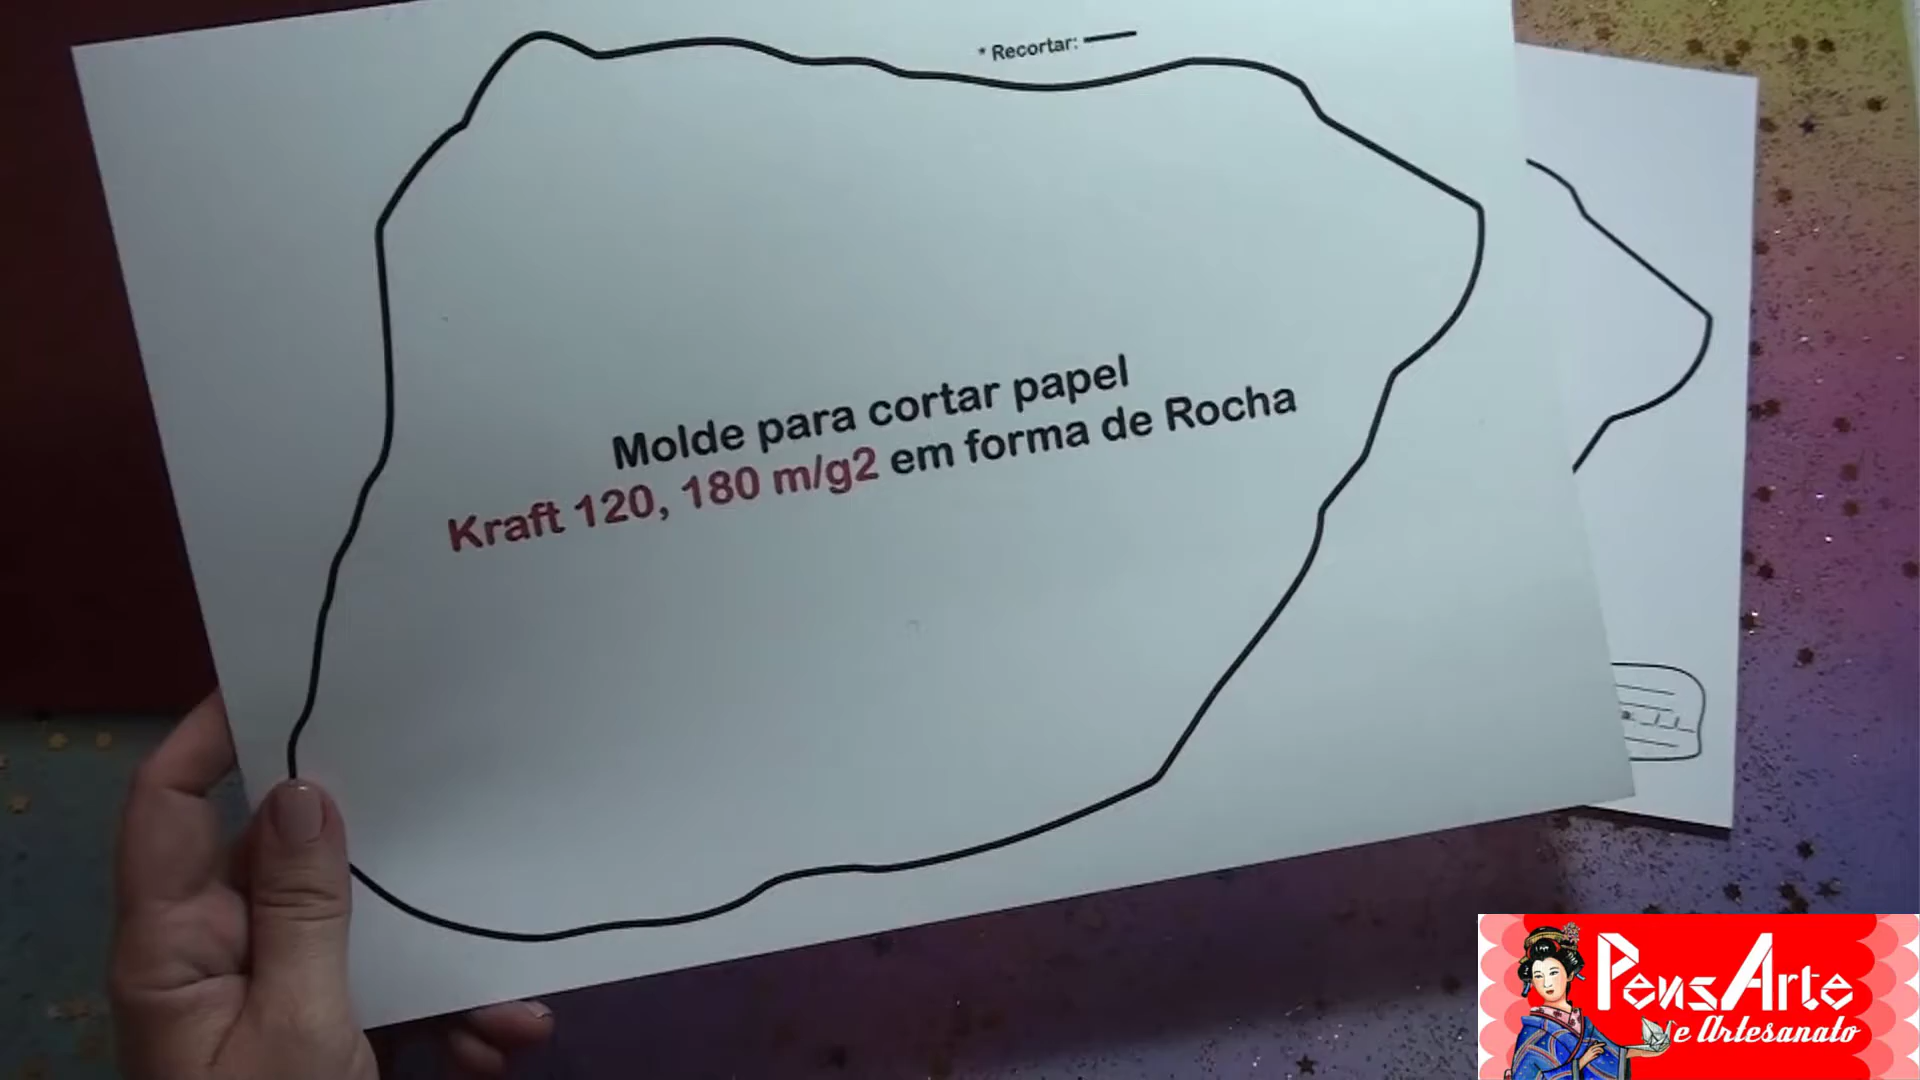 * Recortar:
Molde para cortar papel
Kraft 120, 180 m/g2 em forma de Rocha
PensArte
e Artesanato